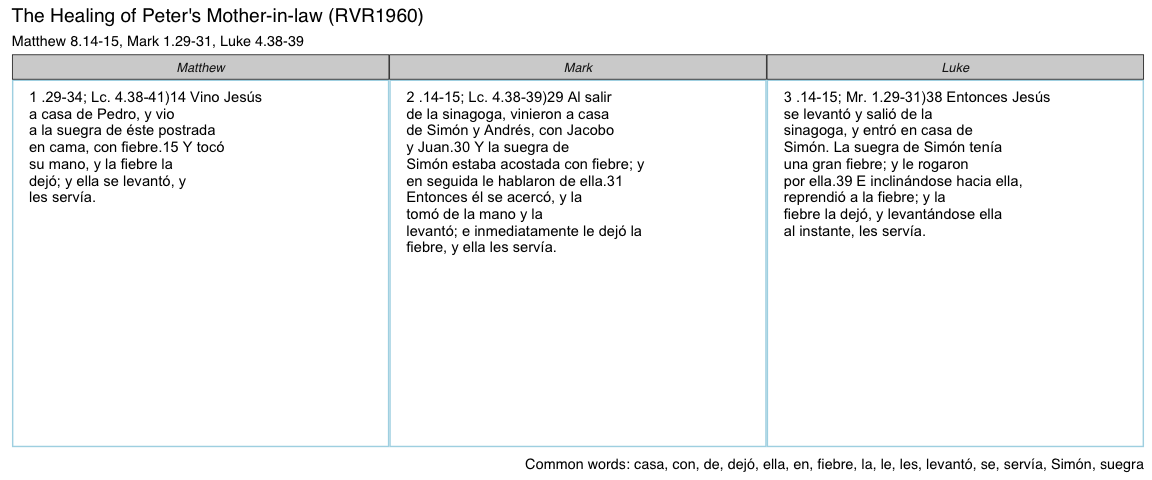 The Healing of Peter's Mother-in-law (RVR1960)
Matthew 8.14-15, Mark 1.29-31, Luke 4.38-39
Matthew
Mark
Luke
1 .29-34; Lc. 4.38-41)14 Vino Jesús
a casa de Pedro, y vio
a la suegra de éste postrada
en cama, con fiebre.15 Y tocó
su mano, y la fiebre la
dejó; y ella se levantó, y
les servía.
2 .14-15; Lc. 4.38-39)29 Al salir
de la sinagoga, vinieron a casa
de Simón y Andrés, con Jacobo
y Juan.30 Y la suegra de
Simón estaba acostada con fiebre; y
en seguida le hablaron de ella.31
Entonces él se acercó, y la
tomó de la mano y la
levantó; e inmediatamente le dejó la
fiebre, y ella les servía.
3 .14-15; Mr. 1.29-31)38 Entonces Jesús
se levantó y salió de la
sinagoga, y entró en casa de
Simón. La suegra de Simón tenía
una gran fiebre; y le rogaron
por ella.39 E inclinándose hacia ella,
reprendió a la fiebre; y la
fiebre la dejó, y levantándose ella
al instante, les servía.
Common words: casa, con, de, dejó, ella, en, fiebre, la, le, les, levantó, se, servía, Simón, suegra